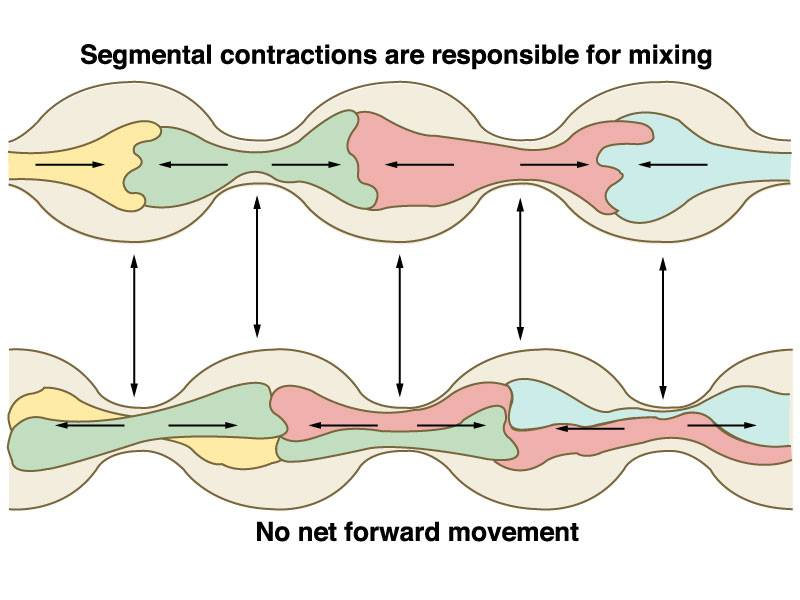 Segmental contractions are responsible for mixing
No net forward movement